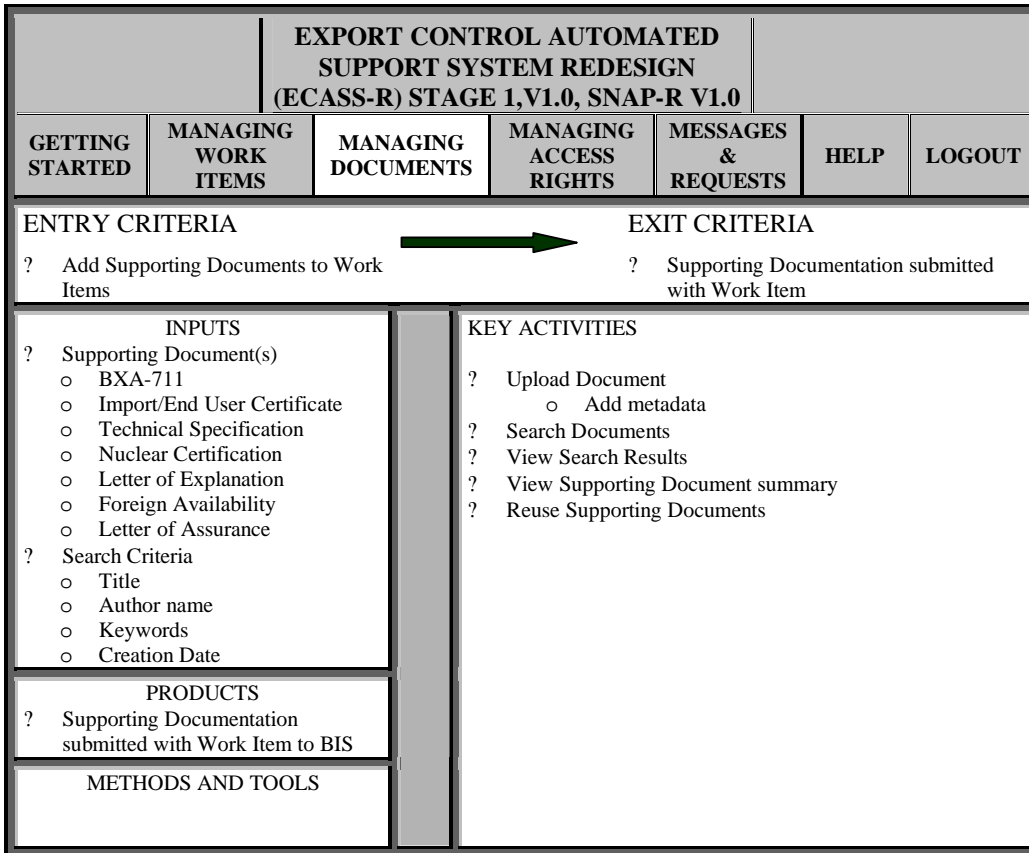 EXPORT CONTROL AUTOMATED
SUPPORT SYSTEM REDESIGN
(ECASS-R) STAGE 1,V1.0, SNAP-R V1.0
GETTING
STARTED
MANAGING
WORK
ITEMS
MANAGING
DOCUMENTS
MANAGING
ACCESS
RIGHTS
MESSAGES
&
REQUESTS
HELP
LOGOUT
ENTRY CRITERIA
? Add Supporting Documents to Work
Items
EXIT CRITERIA
? Supporting Documentation submitted
with Work Item
INPUTS
? Supporting Document(s)
o BXA-711
o Import/End User Certificate
o Technical Specification
o Nuclear Certification
o Letter of Explanation
o Foreign Availability
o Letter of Assurance
? Search Criteria
o Title
o Author name
o Keywords
o Creation Date
PRODUCTS
? Supporting Documentation
submitted with Work Item to BIS
METHODS AND TOOLS
KEY ACTIVITIES
? Upload Document
o Add metadata
? Search Documents
? View Search Results
? View Supporting Document summary
? Reuse Supporting Documents